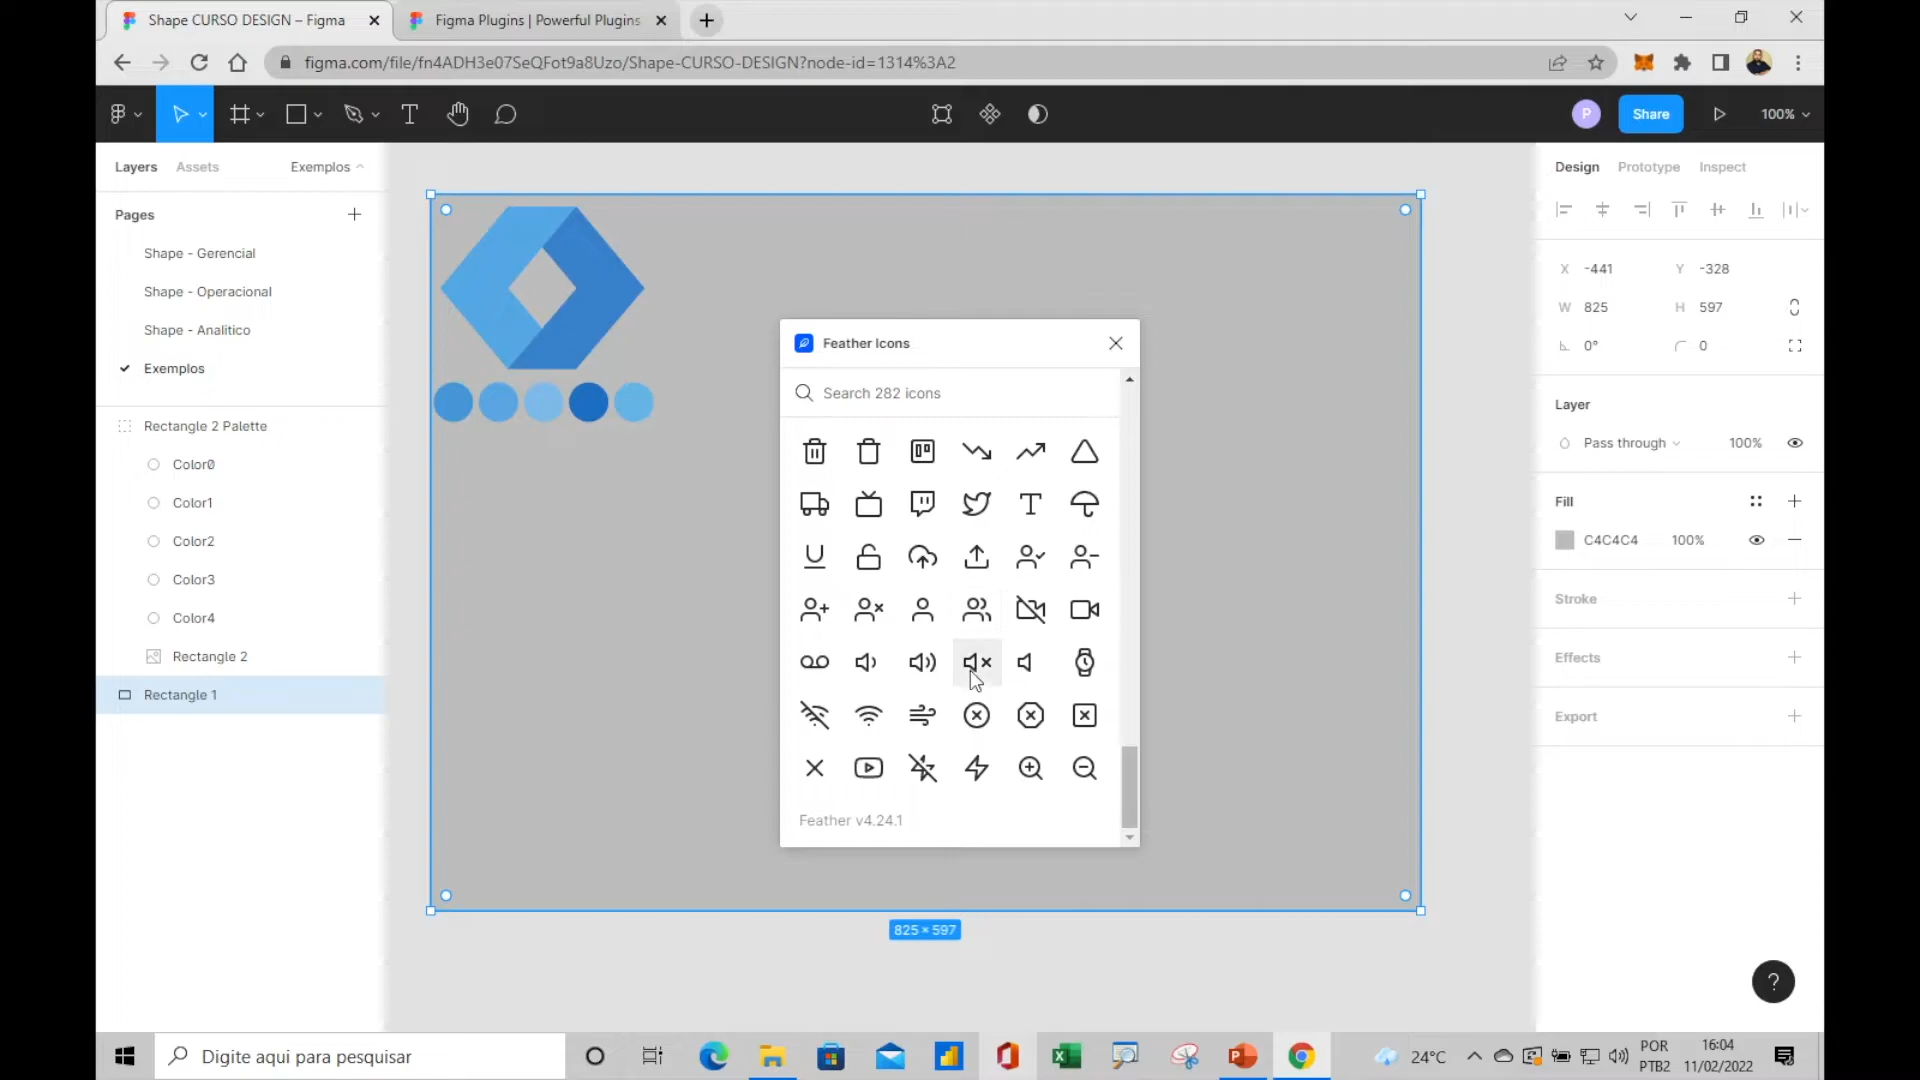 Shape CURSO DESIGN – Figma
Figma Plugins | Powerful Plugins
figma.com/file/fn4ADH3e07SeQFot9a8Uzo/Shape-CURSO-DESIGN?node-id=1314%3A2
P
Share
100%
Layers
Assets
Exemplos
Design
Prototype
Inspect
Pages
Shape - Gerencial
Shape - Operacional
Shape - Analitico
Exemplos
Rectangle 2 Palette
Color0
Color1
Color2
Color3
Color4
Rectangle 2
Rectangle 1
Feather Icons
Search 282 icons
Feather v4.24.1
825 × 597
X -441
Y -328
W 825
H 597
0°
0
Layer
Pass through
100%
Fill
C4C4C4
100%
Stroke
Effects
Export
?
Digite aqui para pesquisar
24°C
POR
PTB2
16:04
11/02/2022